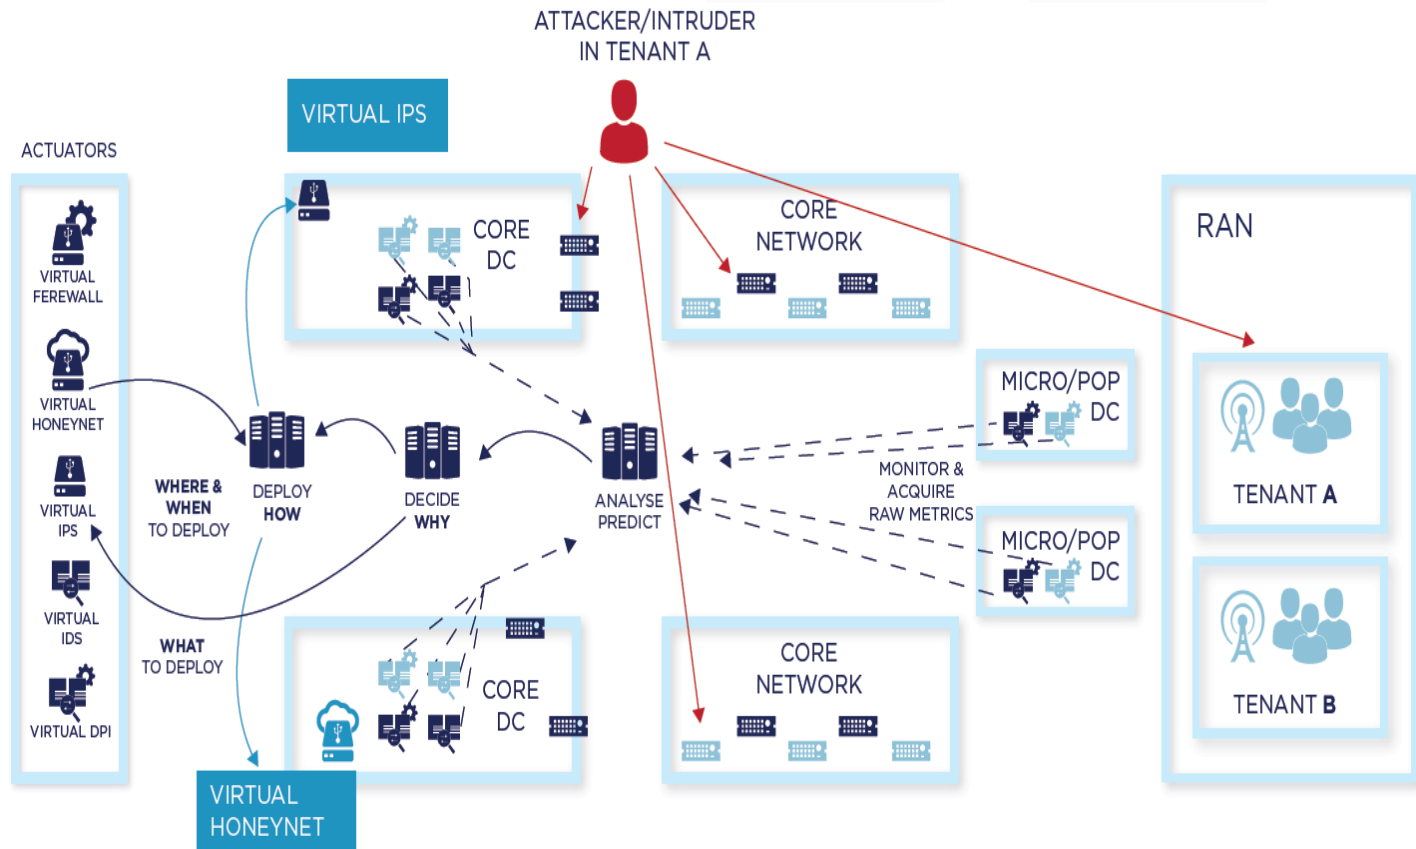 ATTACKER/INTRUDER
IN TENANT A
VIRTUAL IPS
ACTUATORS
VIRTUAL
FEREWALL
VIRTUAL
HONEYNET
VIRTUAL
IPS
VIRTUAL
IDS
VIRTUAL DPI
CORE
DC
CORE
NETWORK
RAN
WHERE &
WHEN
TO DEPLOY
DEPLOY
HOW
DECIDE
WHY
ANALYSE
PREDICT
MONITOR &
ACQUIRE
RAW METRICS
MICRO/POP
DC
MICRO/POP
DC
TENANT A
TENANT B
WHAT
TO DEPLOY
CORE
DC
CORE
NETWORK
VIRTUAL
HONEYNET